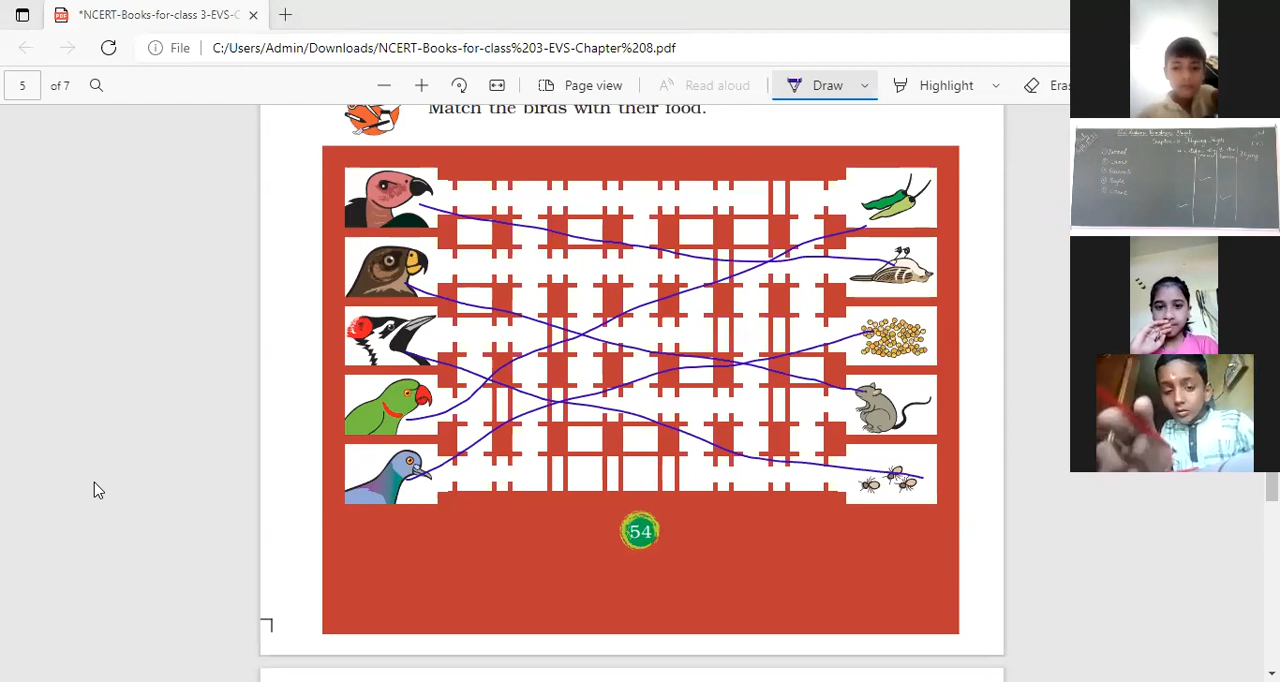 *NCERT-Books-for-class 3-EVS-C
File C:/Users/Admin/Downloads/NCERT-Books-for-class%203-EVS-Chapter%208.pdf
5 of 7 Page view Read aloud Draw Highlight Era
Match the birds with their food.
54